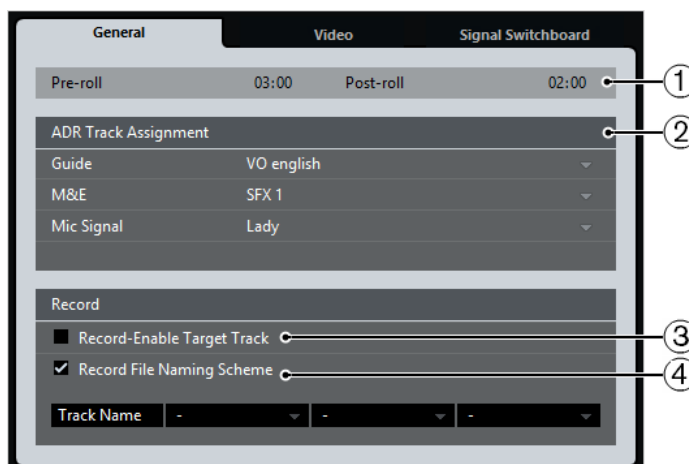 General Video Signal Switchboard
Pre-roll 03:00 Post-roll 02:00 1
ADR Track Assignment 2
Guide VO english
M&E SFX 1
Mic Signal Lady
Record
Record-Enable Target Track 3
Record File Naming Scheme 4
Track Name - - -